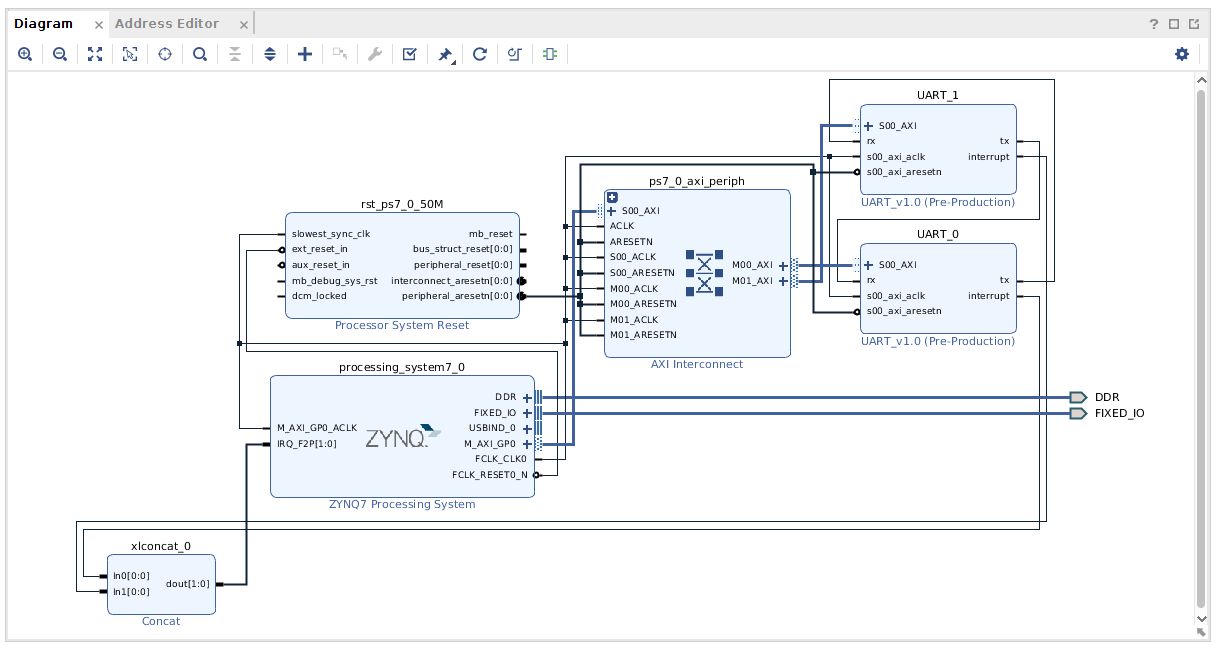 Diagram × Address Editor × ?
UART_1
S00_AXI
rx tx
s00_axi_aclk interrupt
s00_axi_aresetn
UART_v1.0 (Pre-Production)
ps7_0_axi_periph
S00_AXI
ACLK
ARESETN
S00_ACLK
S00_ARESETN M00_AXI
M00_ACLK M01_AXI
M00_ARESETN
M01_ACLK
M01_ARESETN
AXI Interconnect
rst_ps7_0_50M
slowest_sync_clk mb_reset
ext_reset_in bus_struct_reset[0:0]
aux_reset_in peripheral_reset[0:0]
mb_debug_sys_rst interconnect_aresetn[0:0]
dcm_locked peripheral_aresetn[0:0]
Processor System Reset
UART_0
S00_AXI
rx tx
s00_axi_aclk interrupt
s00_axi_aresetn
UART_v1.0 (Pre-Production)
processing_system7_0
DDR
FIXED_IO
USBIND_0
M_AXI_GP0_ACLK M_AXI_GP0
IRQ_F2P[1:0] FCLK_CLK0
FCLK_RESET0_N
ZYNQ.
ZYNQ7 Processing System
DDR
FIXED_IO
xlconcat_0
In0[0:0]
In1[0:0] dout[1:0]
Concat